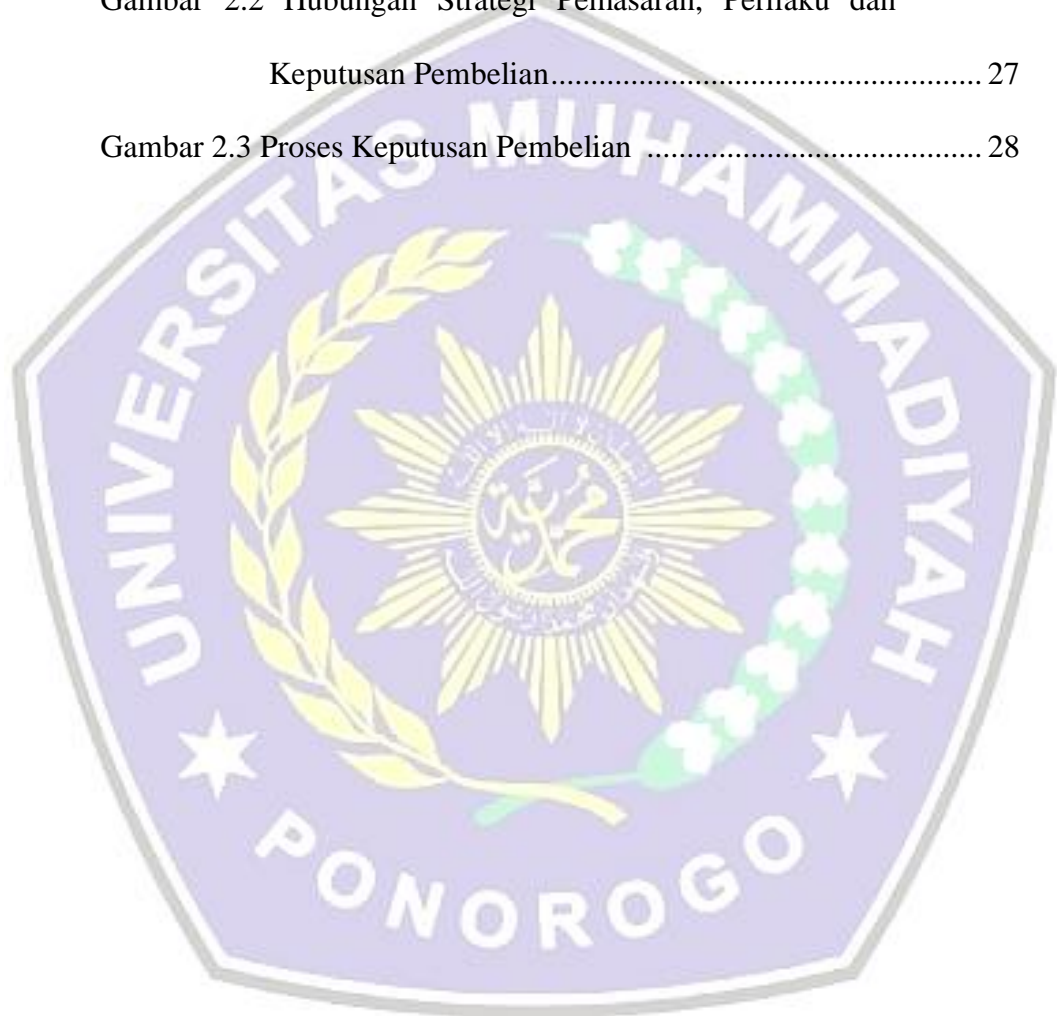 Gambar 2.2 Hubungan Strategi Pemasaran, Perilaku dan
Keputusan Pembelian........................................................ 27
Gambar 2.3 Proses Keputusan Pembelian ............................................ 28
UNIVERSITAS MUHAMMADIYAH
PONOROGO
محمدية